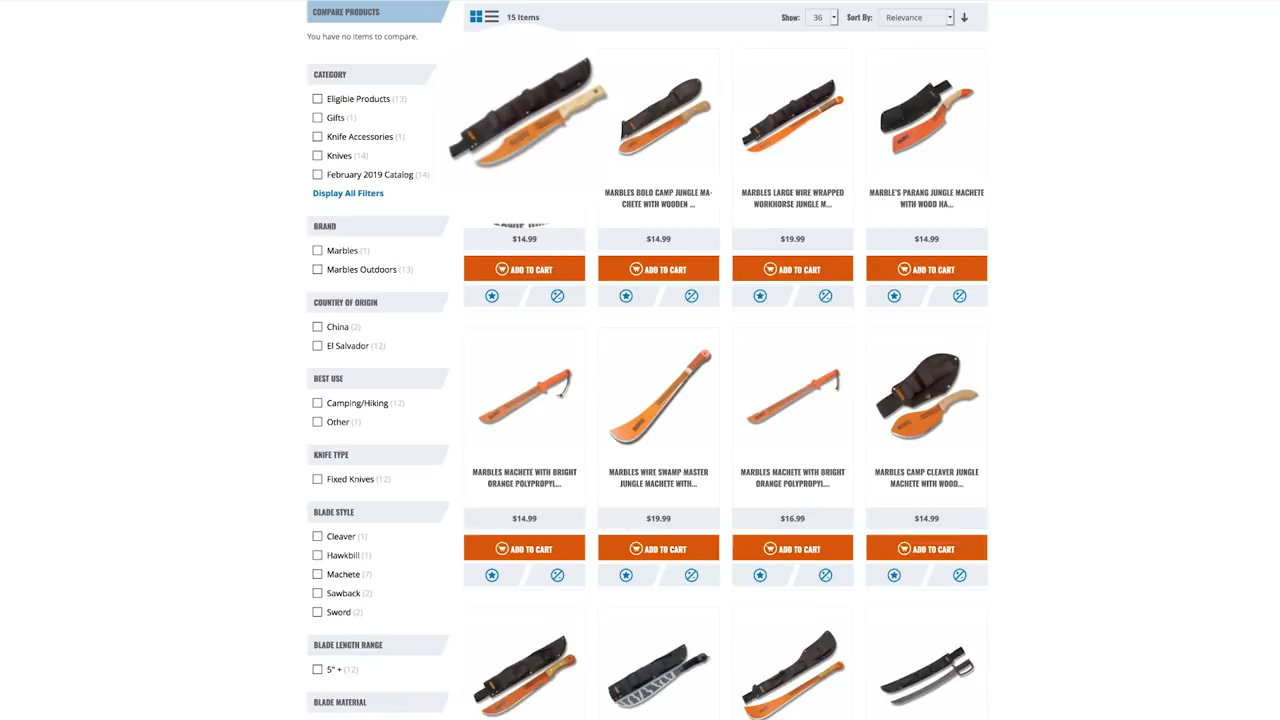 COMPARE PRODUCTS
You have no items to compare.
CATEGORY
Eligible Products (13)
Gifts (1)
Knife Accessories (1)
Knives (14)
February 2019 Catalog (14)
Display All Filters
BRAND
Marbles (1)
Marbles Outdoors (13)
COUNTRY OF ORIGIN
China (2)
El Salvador (12)
BEST USE
Camping/Hiking (12)
Other (1)
KNIFE TYPE
Fixed Knives (12)
BLADE STYLE
Cleaver (1)
Hawkbill (1)
Machete (7)
Sawback (2)
Sword (2)
BLADE LENGTH RANGE
5" + (12)
BLADE MATERIAL
15 Items
Show: 36
Sort By: Relevance
$14.99
ADD TO CART
MARBLES BOLO CAMP JUNGLE MA-
CHETE WITH WOODEN ...
$14.99
ADD TO CART
MARBLES LARGE WIRE WRAPPED
WORKHORSE JUNGLE M...
$19.99
ADD TO CART
MARBLE'S PARANG JUNGLE MACHETE
WITH WOOD HA...
$14.99
ADD TO CART
MARBLES MACHETE WITH BRIGHT
ORANGE POLYPROPYL...
$14.99
ADD TO CART
MARBLES WIRE SWAMP MASTER
JUNGLE MACHETE WITH...
$19.99
ADD TO CART
MARBLES MACHETE WITH BRIGHT
ORANGE POLYPROPYL...
$16.99
ADD TO CART
MARBLES CAMP CLEAVER JUNGLE
MACHETE WITH WOOD...
$14.99
ADD TO CART